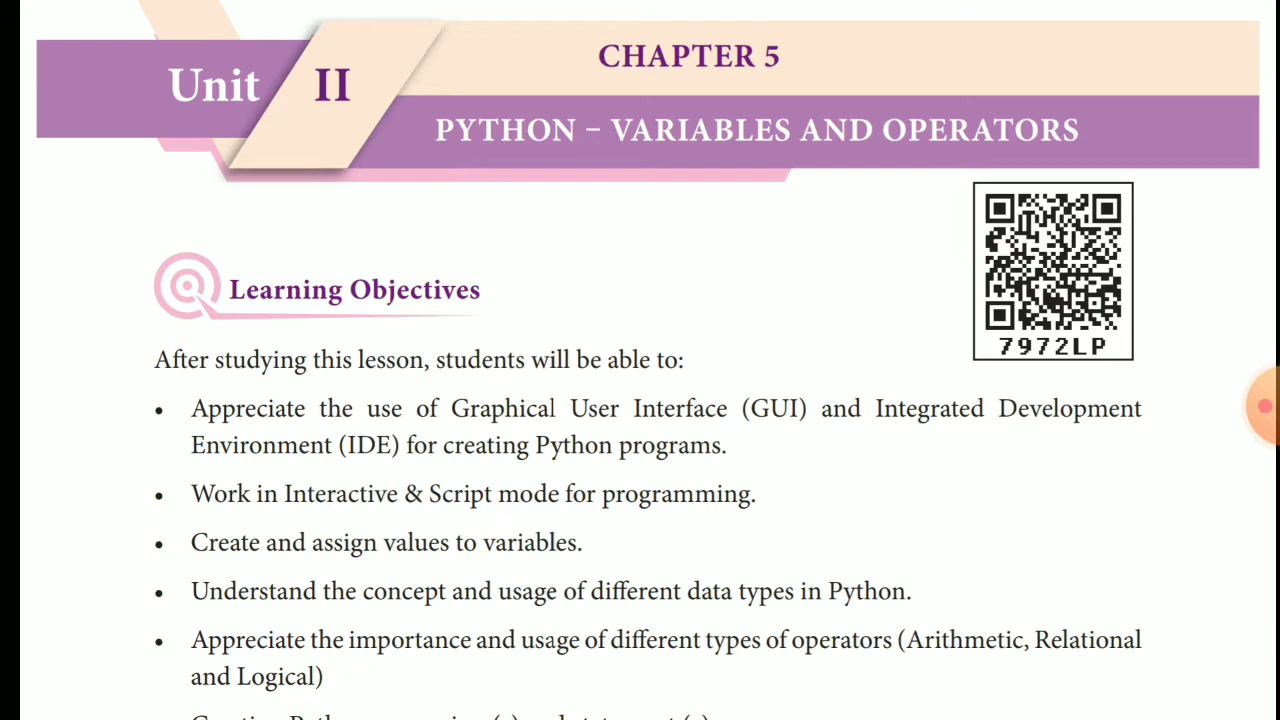 Unit II
CHAPTER 5
PYTHON – VARIABLES AND OPERATORS
7972LP
Learning Objectives
After studying this lesson, students will be able to:
• Appreciate the use of Graphical User Interface (GUI) and Integrated Development
Environment (IDE) for creating Python programs.
• Work in Interactive & Script mode for programming.
• Create and assign values to variables.
• Understand the concept and usage of different data types in Python.
• Appreciate the importance and usage of different types of operators (Arithmetic, Relational
and Logical)